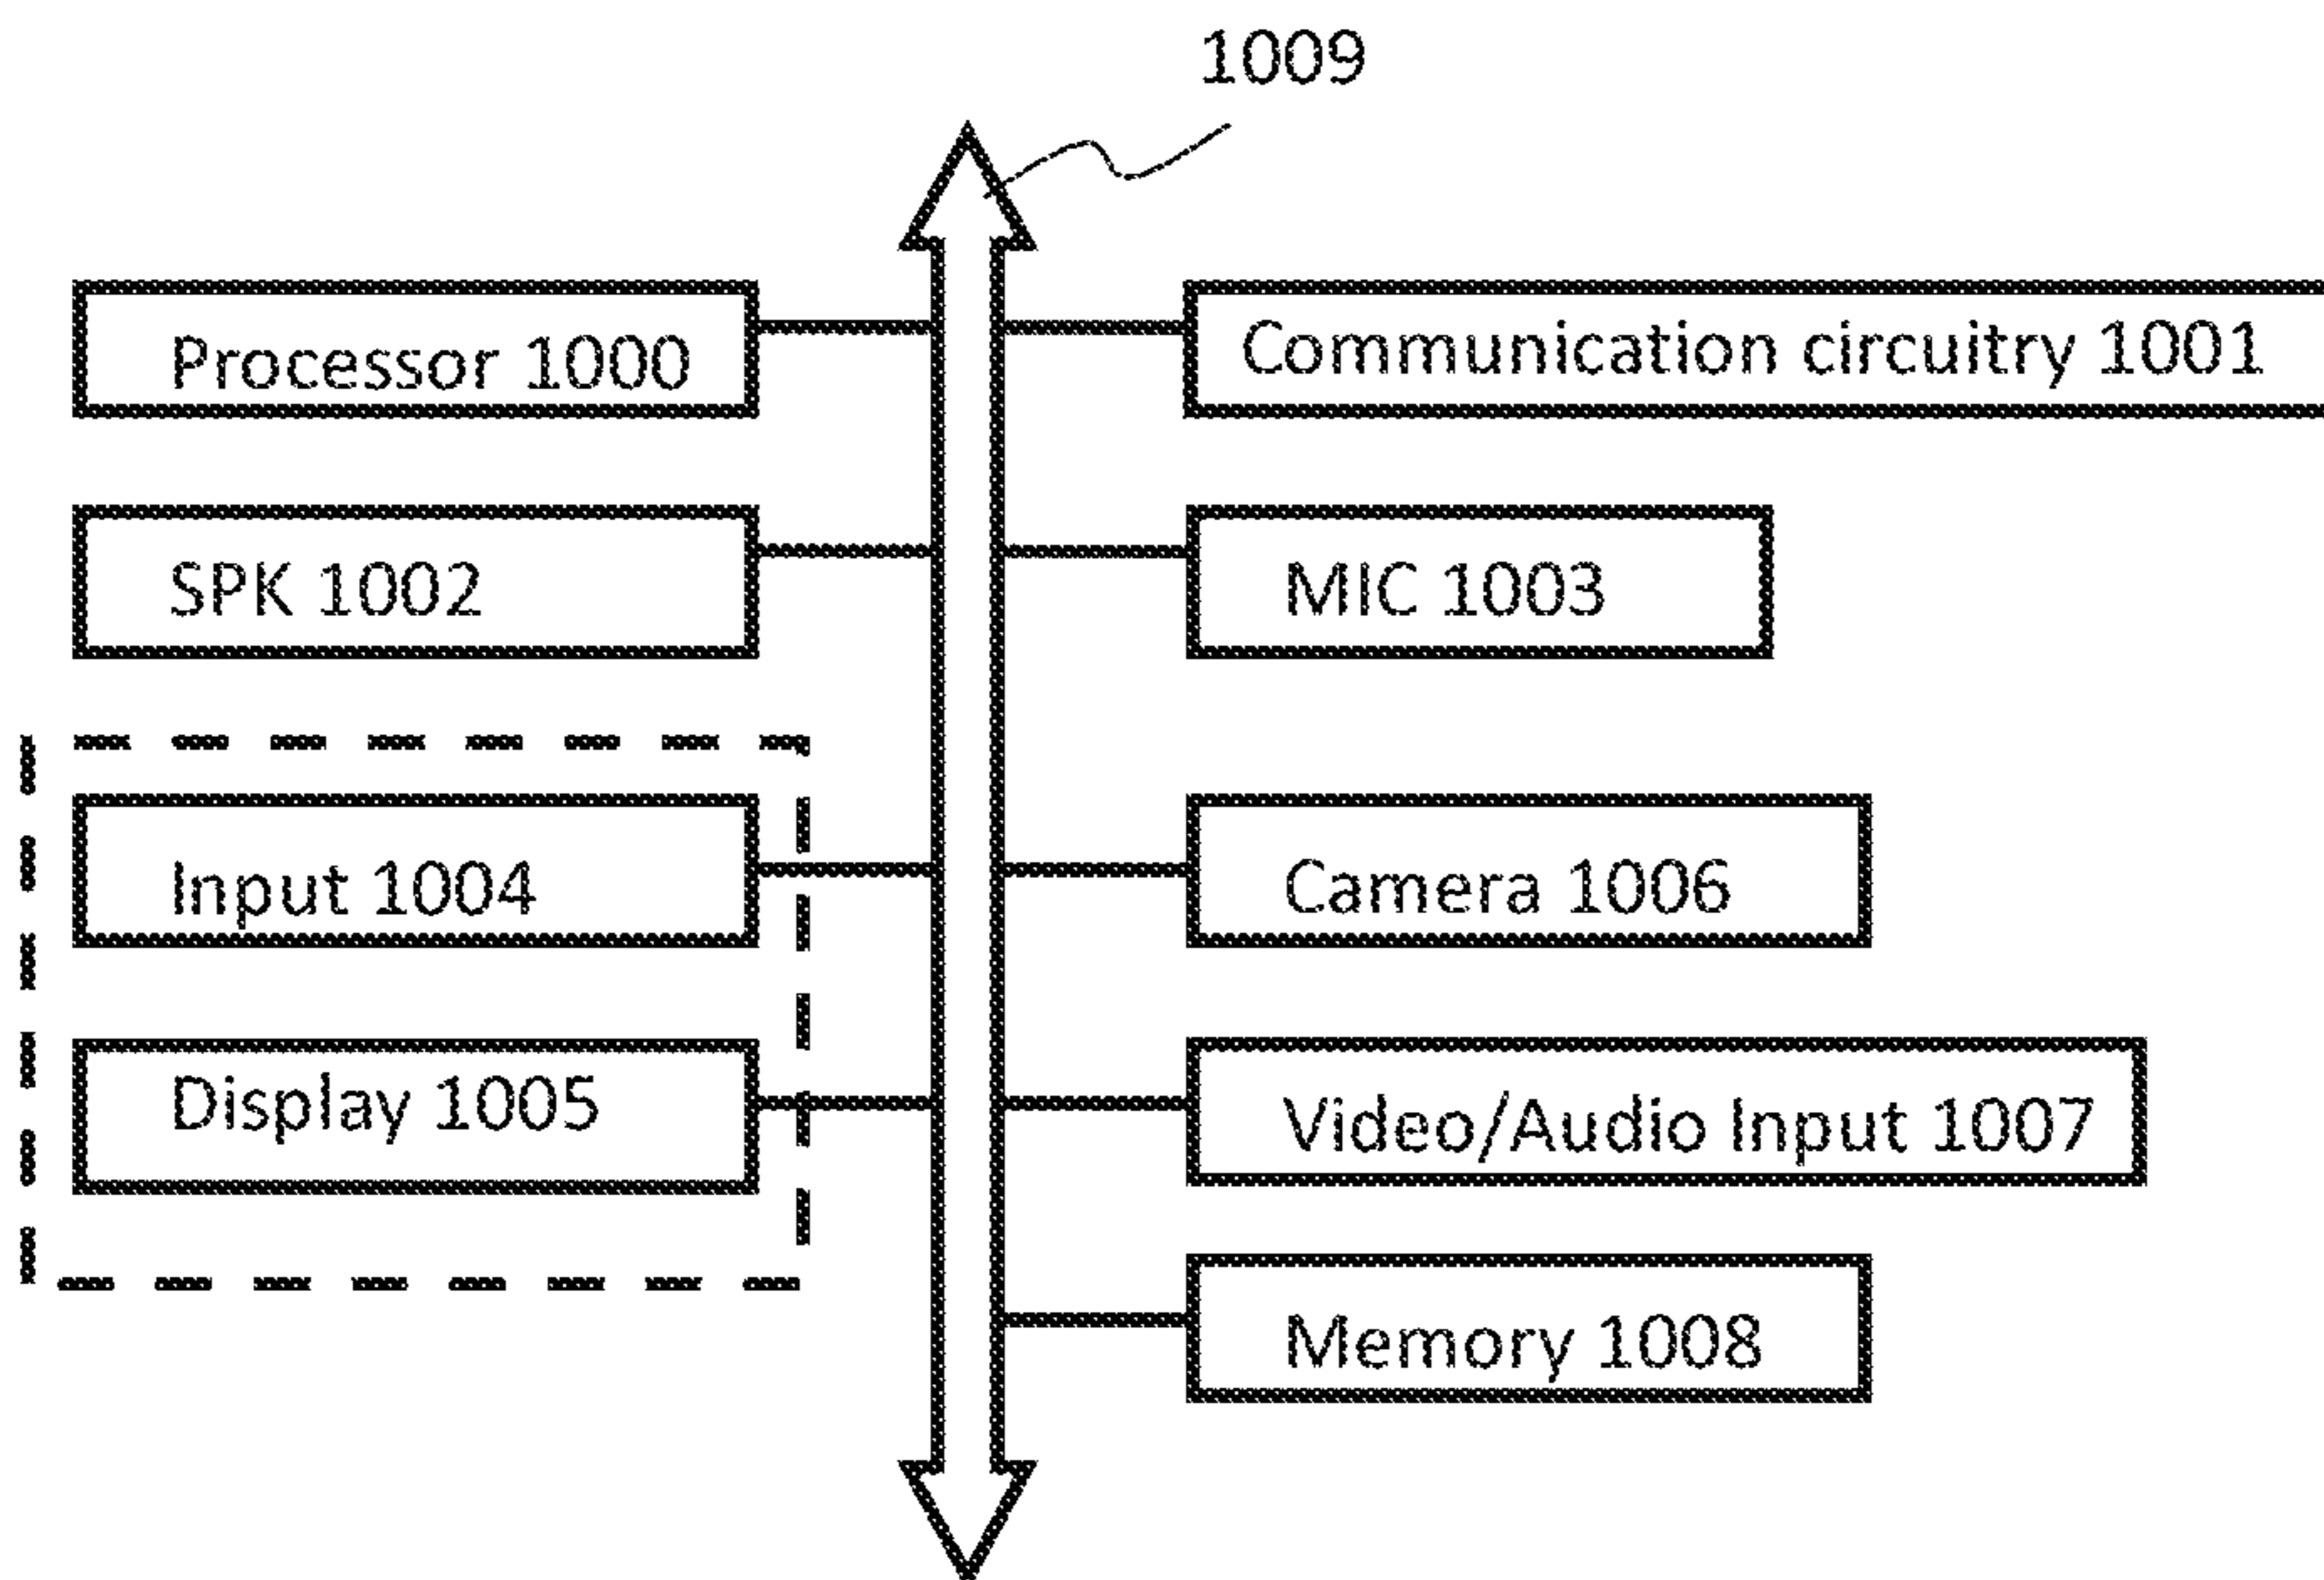 1009
Processor 1000
Communication circuitry 1001
SPK 1002
MIC 1003
Input 1004
Camera 1006
Display 1005
Video/Audio Input 1007
Memory 1008